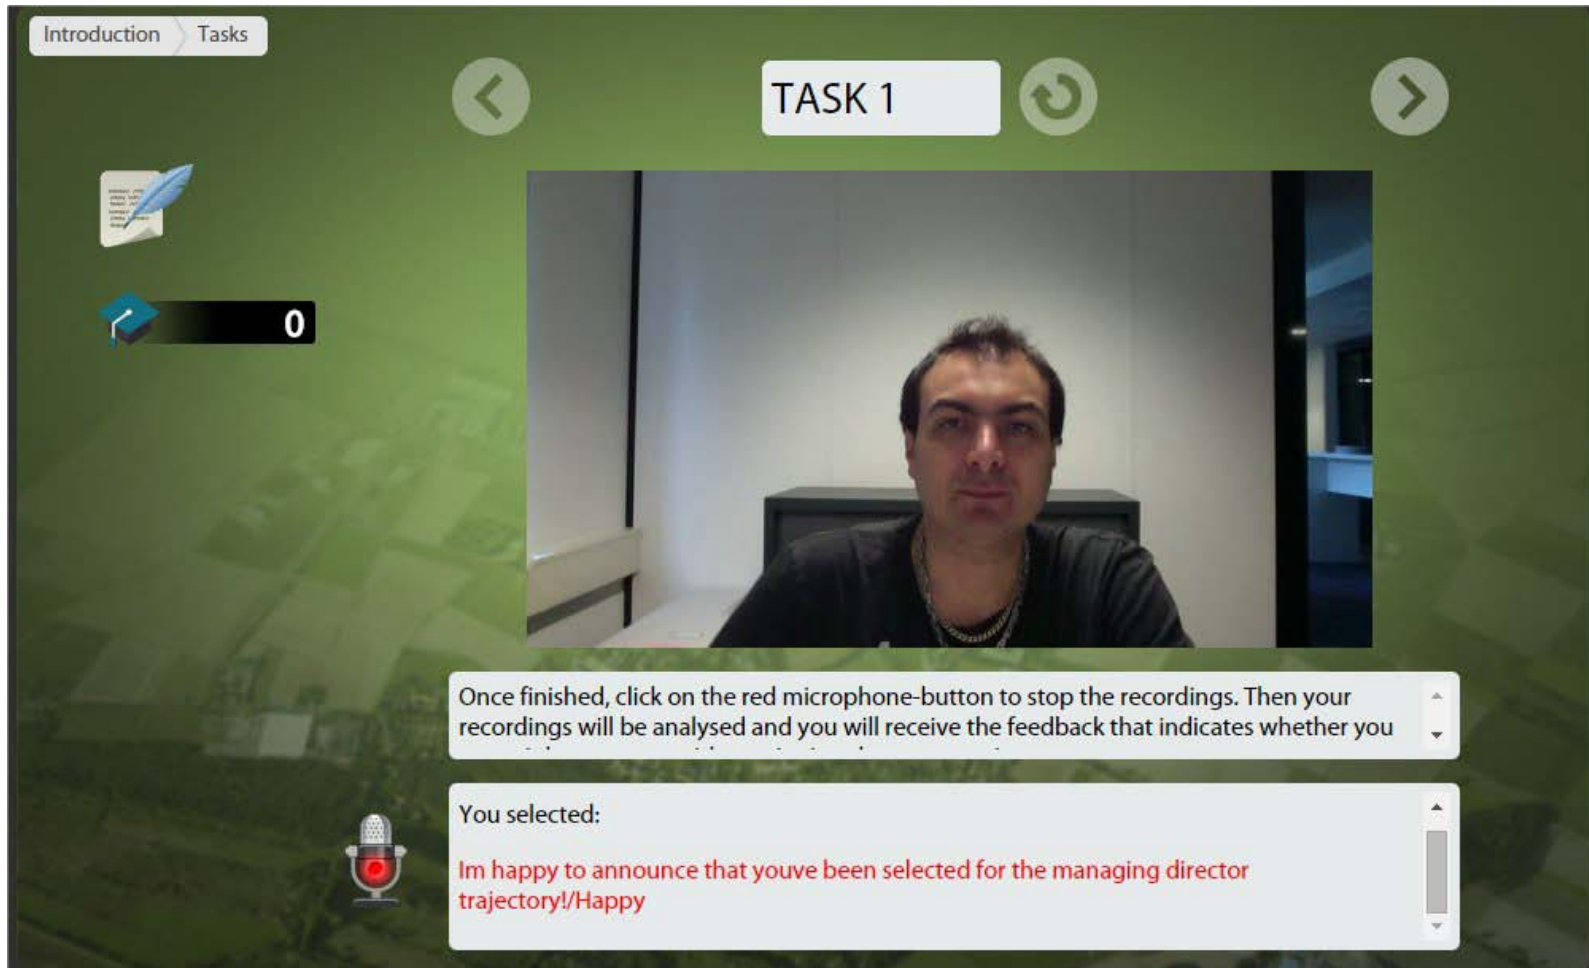 Introduction
Tasks
TASK 1
0
Once finished, click on the red microphone-button to stop the recordings. Then your
recordings will be analysed and you will receive the feedback that indicates whether you
You selected:
Im happy to announce that youve been selected for the managing director
trajectory!/Happy